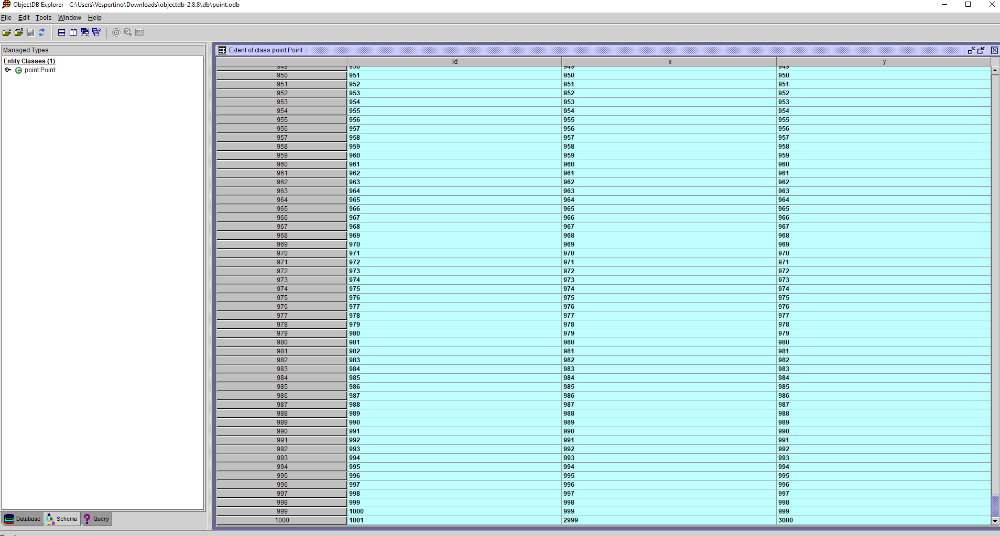 ObjectDB Explorer - C:\Users\Vespertino\Downloads\objectdb-2.8.8\db\point.odb
File Edit Tools Window Help
Managed Types
Entity Classes (1)
point.Point
Extent of class point.Point
id x y
949 950 949 949
950 951 950 950
951 952 951 951
952 953 952 952
953 954 953 953
954 955 954 954
955 956 955 955
956 957 956 956
957 958 957 957
958 959 958 958
959 960 959 959
960 961 960 960
961 962 961 961
962 963 962 962
963 964 963 963
964 965 964 964
965 966 965 965
966 967 966 966
967 968 967 967
968 969 968 968
969 970 969 969
970 971 970 970
971 972 971 971
972 973 972 972
973 974 973 973
974 975 974 974
975 976 975 975
976 977 976 976
977 978 977 977
978 979 978 978
979 980 979 979
980 981 980 980
981 982 981 981
982 983 982 982
983 984 983 983
984 985 984 984
985 986 985 985
986 987 986 986
987 988 987 987
988 989 988 988
989 990 989 989
990 991 990 990
991 992 991 991
992 993 992 992
993 994 993 993
994 995 994 994
995 996 995 995
996 997 996 996
997 998 997 997
998 999 998 998
999 1000 999 999
1000 1001 2999 3000
Database Schema Query